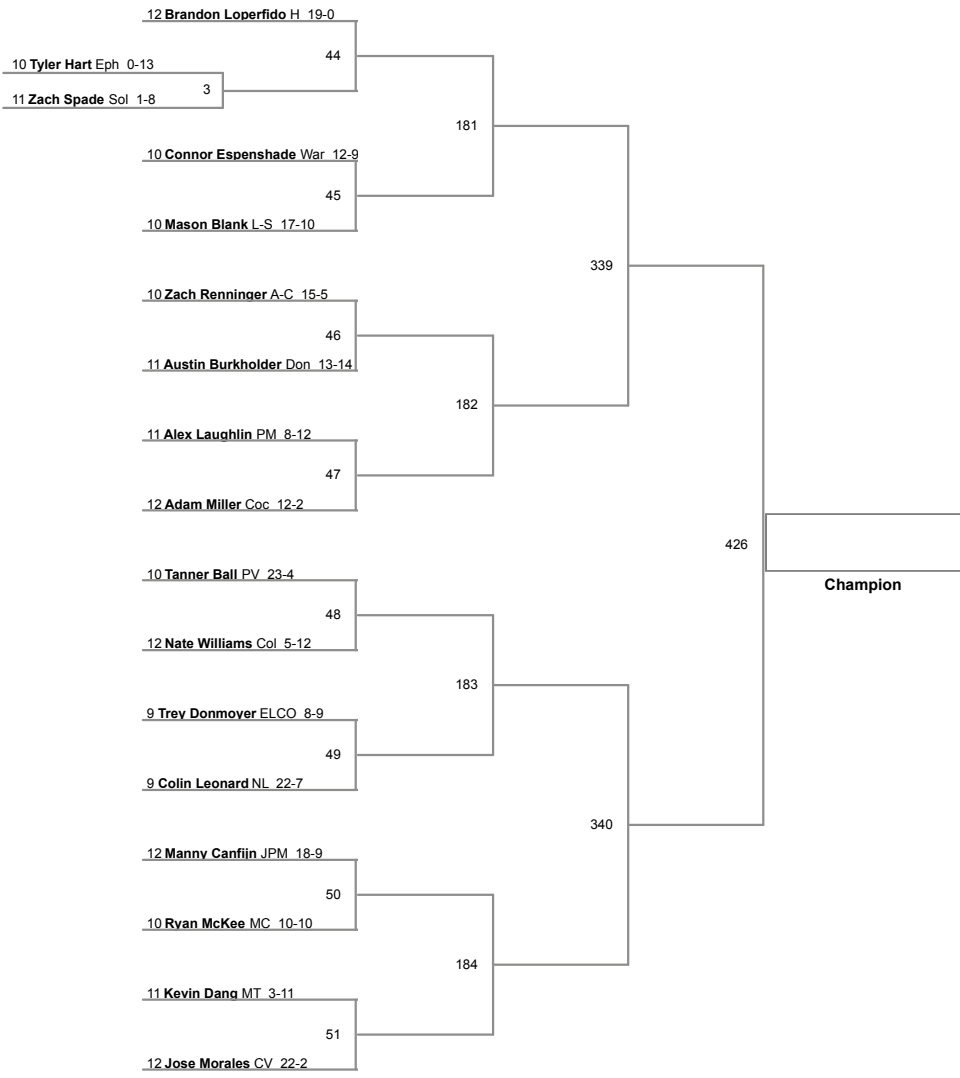 12 Brandon Loperfido H 19-0
44
10 Tyler Hart Eph 0-13
3
11 Zach Spade Sol 1-8
181
10 Connor Espenshade War 12-9
45
10 Mason Blank L-S 17-10
339
10 Zach Renninger A-C 15-5
46
11 Austin Burkholder Don 13-14
182
11 Alex Laughlin PM 8-12
47
12 Adam Miller Coc 12-2
426
10 Tanner Ball PV 23-4
Champion
48
12 Nate Williams Col 5-12
183
9 Trey Donmoyer ELCO 8-9
49
9 Colin Leonard NL 22-7
340
12 Manny Canfijn JPM 18-9
50
10 Ryan McKee MC 10-10
184
11 Kevin Dang MT 3-11
51
12 Jose Morales CV 22-2